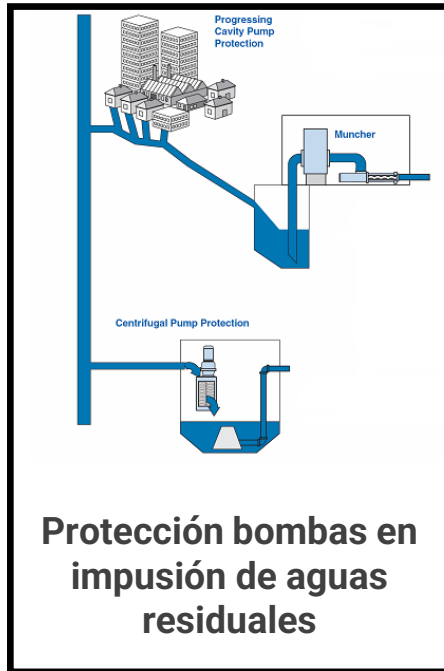 Progressing
Cavity Pump
Protection
Muncher
Centrifugal Pump Protection
Protección bombas en
impusión de aguas
residuales